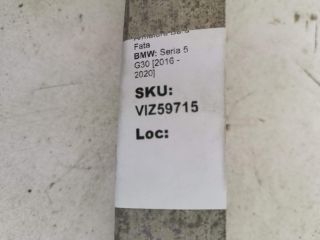 Fata
BMW: Seria 5
G30 [2016 -
2020]
SKU:
VIZ59715
Loc: